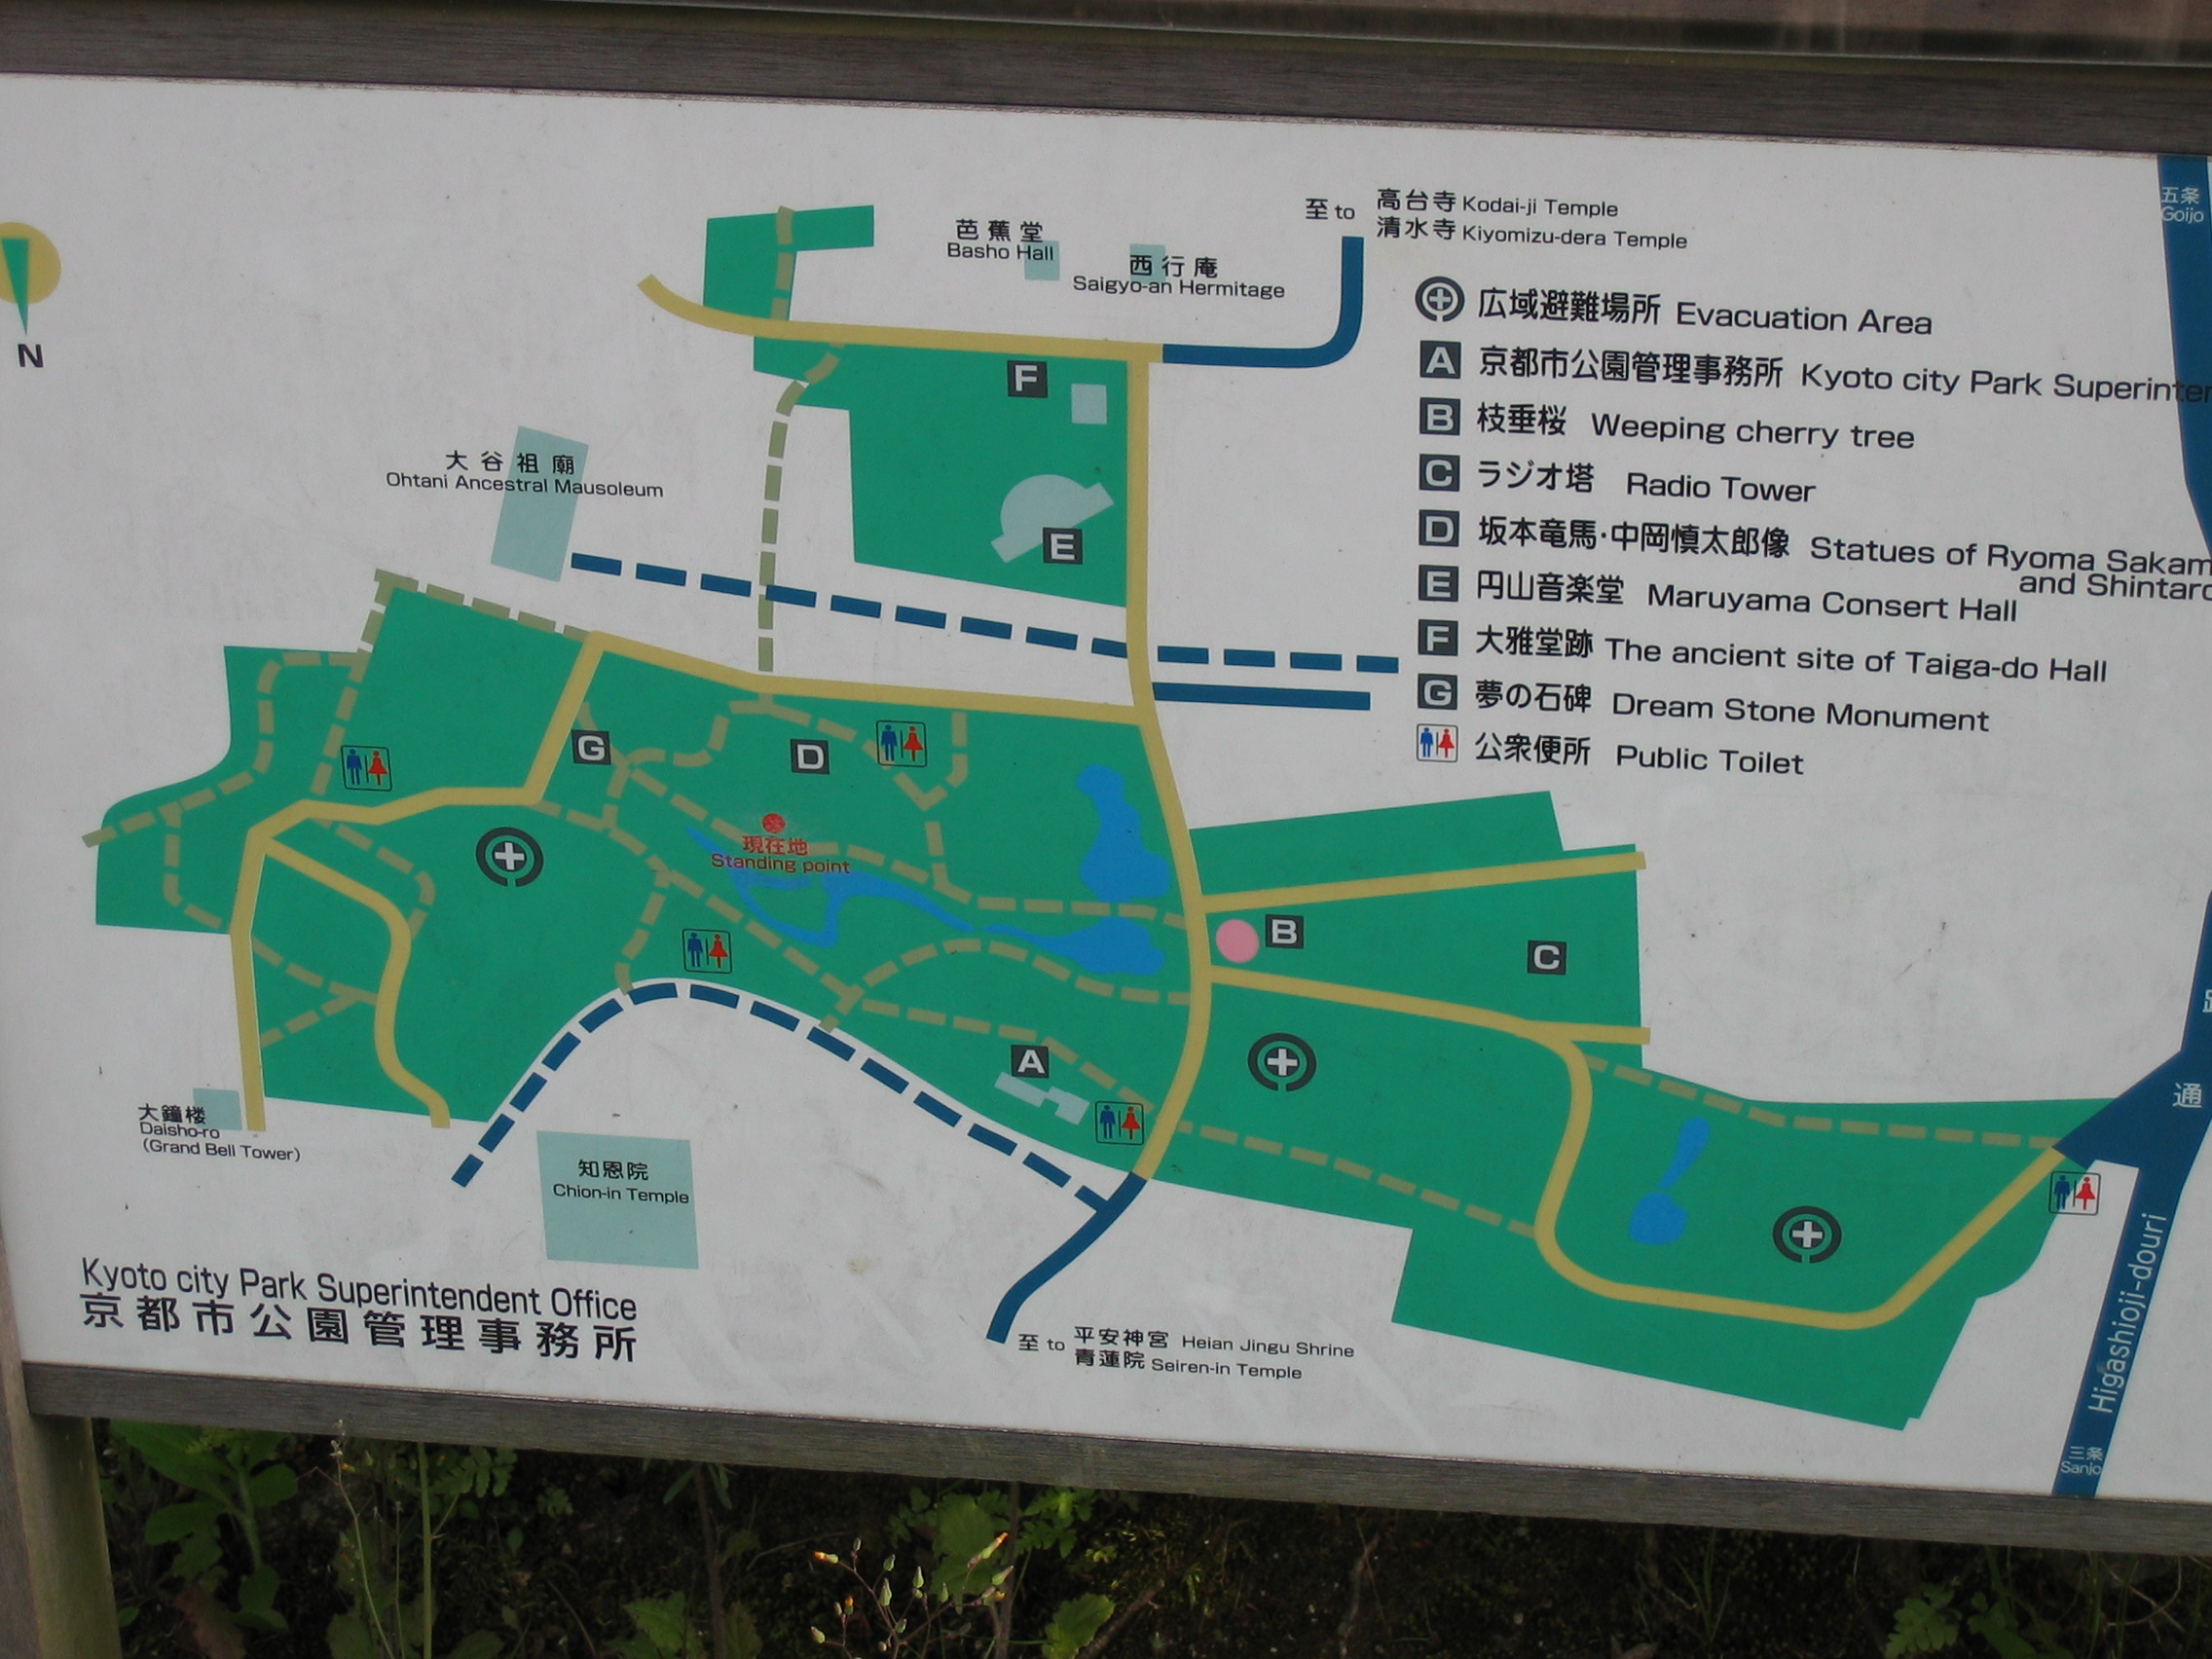 至 to 高台寺 Kodai-ji Temple
清水寺 Kiyomizu-dera Temple
五条
Goijo
芭蕉堂
Basho Hall
西行庵
Saigyo-an Hermitage
N
広域避難場所 Evacuation Area
A 京都市公園管理事務所 Kyoto city Park Superinten
B 枝垂桜 Weeping cherry tree
C ラジオ塔 Radio Tower
D 坂本竜馬・中岡慎太郎像 Statues of Ryoma Sakam
and Shintaro
E 円山音楽堂 Maruyama Consert Hall
F 大雅堂跡 The ancient site of Taiga-do Hall
G 夢の石碑 Dream Stone Monument
公衆便所 Public Toilet
F
大谷祖廟
Ohtani Ancestral Mausoleum
E
G
D
現在地
Standing point
B
C
A
通
大鐘楼
Daisho-ro
(Grand Bell Tower)
知恩院
Chion-in Temple
Higashioji-douri
Kyoto city Park Superintendent Office
京都市公園管理事務所
至 to 平安神宮 Heian Jingu Shrine
青蓮院 Seiren-in Temple
三条
Sanjo